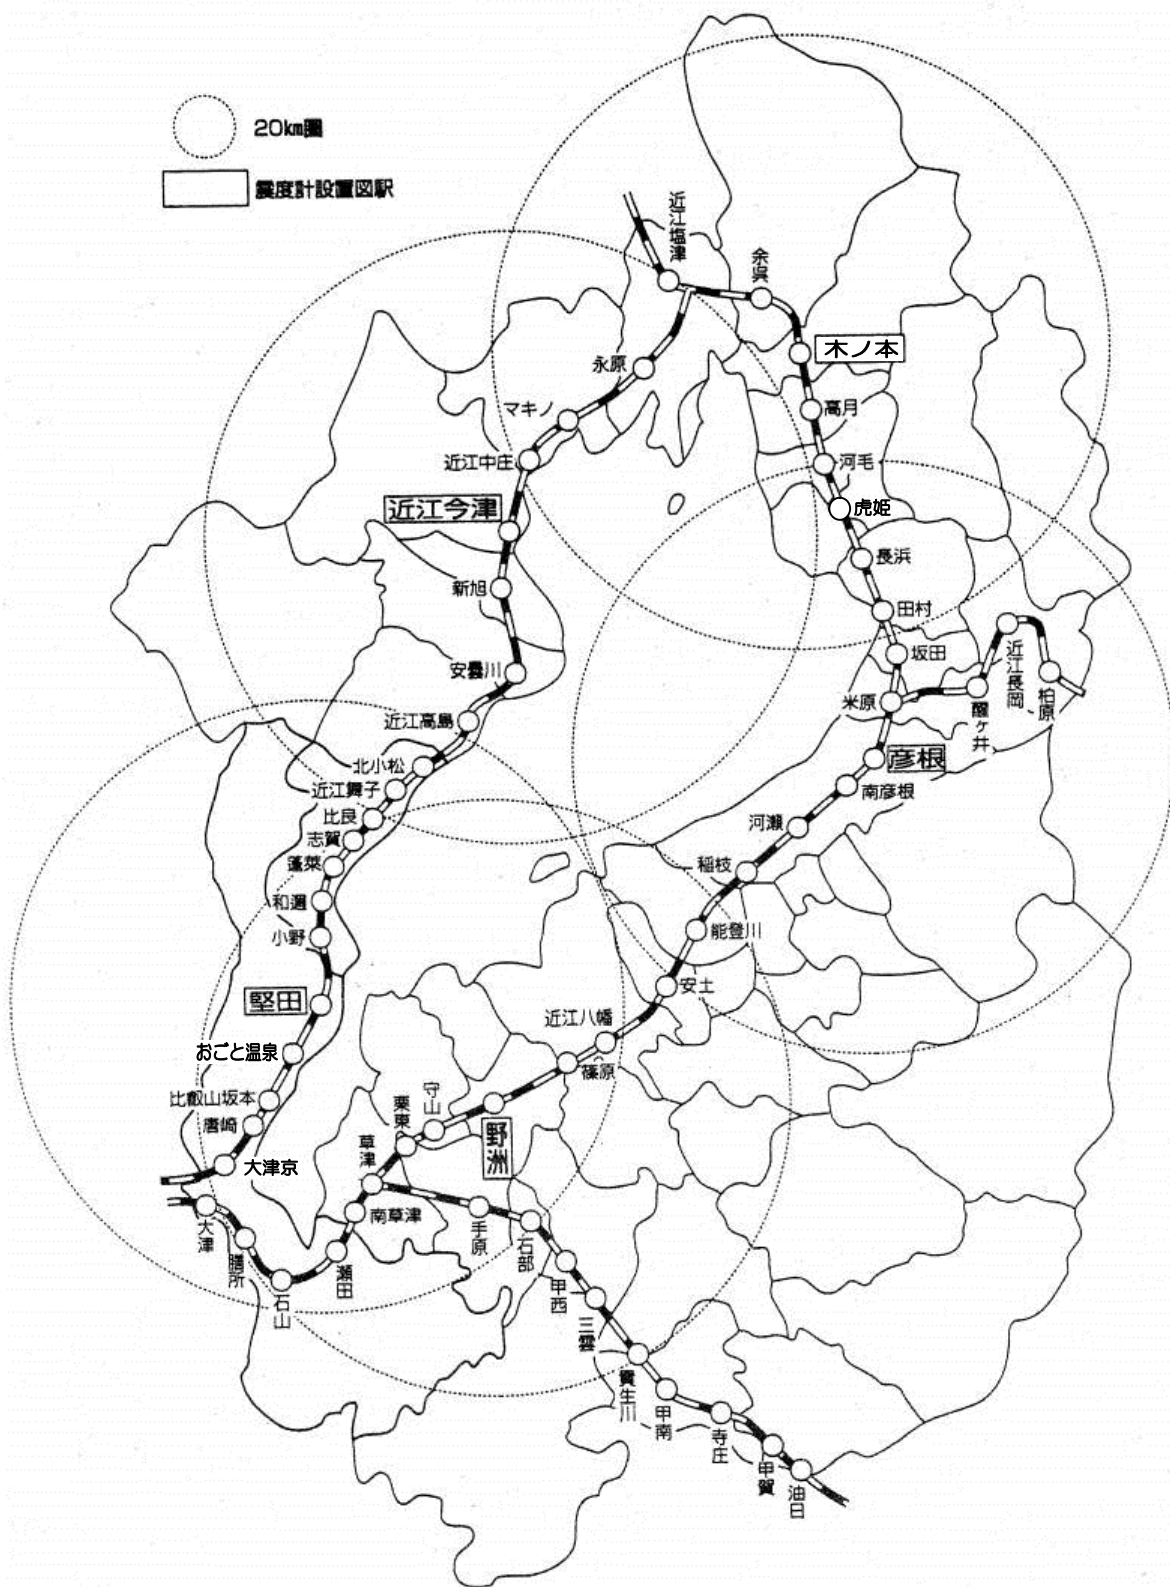 20km圏
震度計設置図駅
近江塩津
余呉
木ノ本
永原
高月
マキノ
河毛
近江中庄
虎姫
近江今津
長浜
新旭
田村
坂田
近江長岡
柏原
安曇川
米原
醒ヶ井
近江高島
彦根
北小松
南彦根
近江舞子
比良
河瀬
志賀
蓬莱
稲枝
和邇
能登川
小野
安土
堅田
近江八幡
おごと温泉
篠原
比叡山坂本
守山
唐崎
栗東
野洲
草津
大津京
南草津
手原
石部
大津
膳所
瀬田
石山
甲西
三雲
貴生川
甲南
寺庄
甲賀
油日